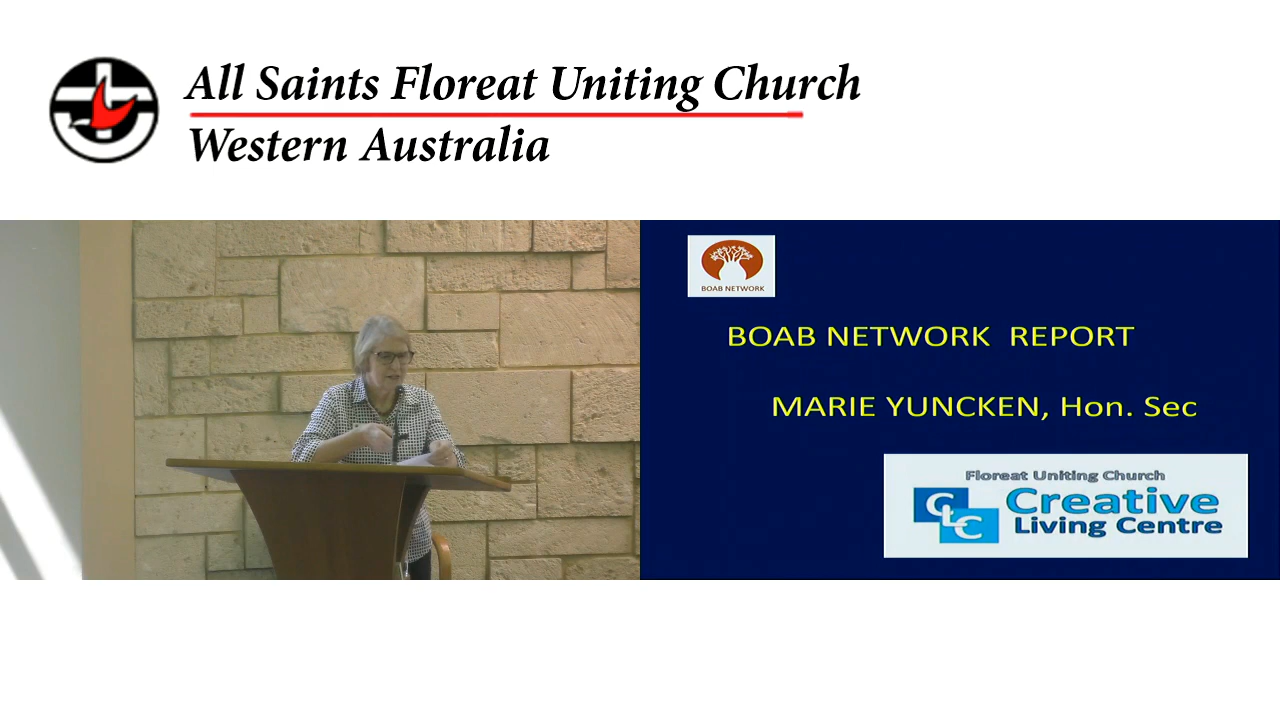 All Saints Floreat Uniting Church
Western Australia
BOAB NETWORK
BOAB NETWORK REPORT
MARIE YUNCKEN, Hon. Sec
Floreat Uniting Church
CLC
Creative
Living Centre